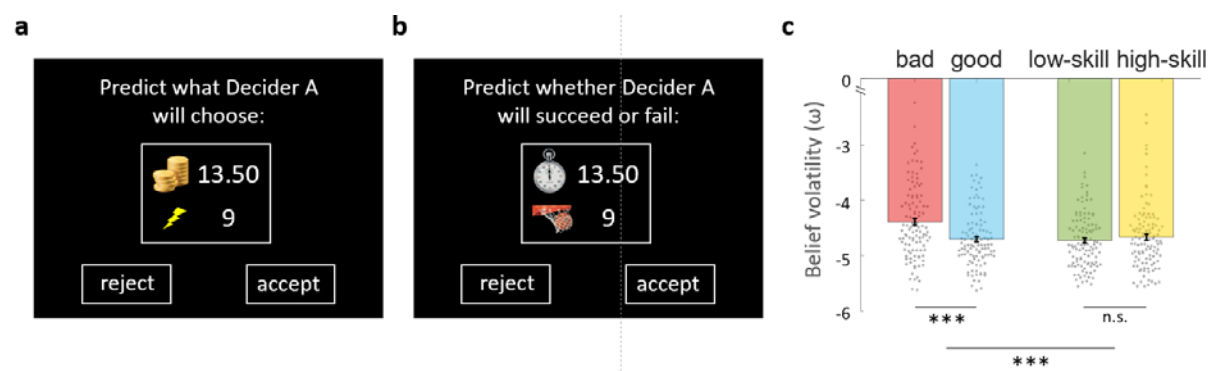 a
Predict what Decider A
will choose:
13.50
9
reject
accept
b
Predict whether Decider A
will succeed or fail:
13.50
9
reject
accept
c
bad good low-skill high-skill
Belief volatility (ω)
0
-3
-4
-5
-6
***
n.s.
***